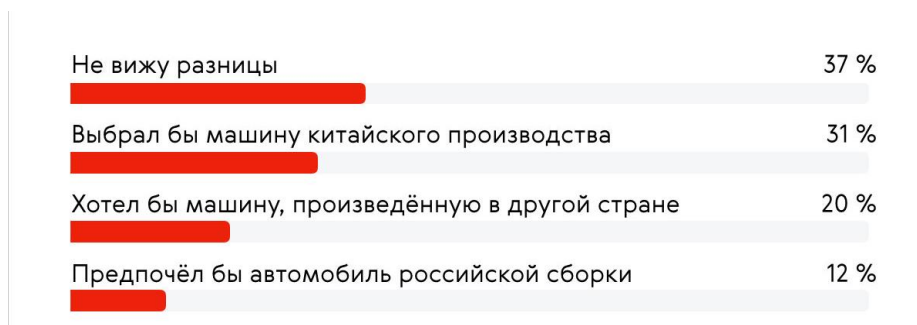 Не вижу разницы 37 %
Выбрал бы машину китайского производства 31 %
Хотел бы машину, произведённую в другой стране 20 %
Предпочёл бы автомобиль российской сборки 12 %